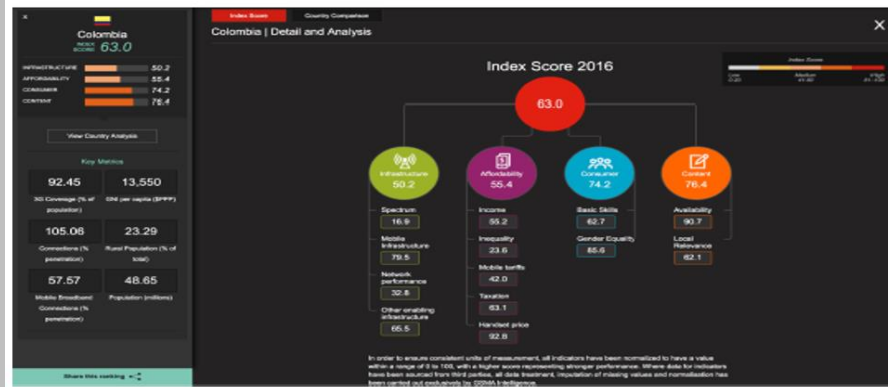 Index Score
Country Comparison
Colombia
INDEX SCORE 63.0
INFRASTRUCTURE 50.2
AFFORDABILITY 55.4
CONSUMER 74.2
CONTENT 76.4
View Country Analysis
Key Metrics
92.45
13,550
3G Coverage (% of
population)
GNI per capita ($PPP)
105.06
23.29
Connections (%
penetration)
Rural Population (% of
total)
57.57
48.65
Mobile Broadband
Connections (%
penetration)
Population (millions)
Share this ranking
Colombia | Detail and Analysis
Index Score 2016
Index Score
Low
Medium
High
63.0
Infrastructure
50.2
Affordability
55.4
Consumer
74.2
Content
76.4
Spectrum
16.9
Mobile
Infrastructure
79.5
Network
performance
32.8
Other enabling
infrastructure
65.5
Income
55.2
Inequality
23.6
Mobile tariffs
42.0
Taxation
63.1
Handset price
92.8
Basic Skills
62.7
Gender Equality
85.6
Availability
90.7
Local
Relevance
62.1
In order to ensure consistent units of measurement, all indicators have been normalized to have a value
within a range of 0 to 100, with a higher score representing stronger performance. Where data for indicators
have been sourced from third parties, all data treatment, imputation of missing values and normalisation has
been carried out exclusively by GSMA Intelligence.